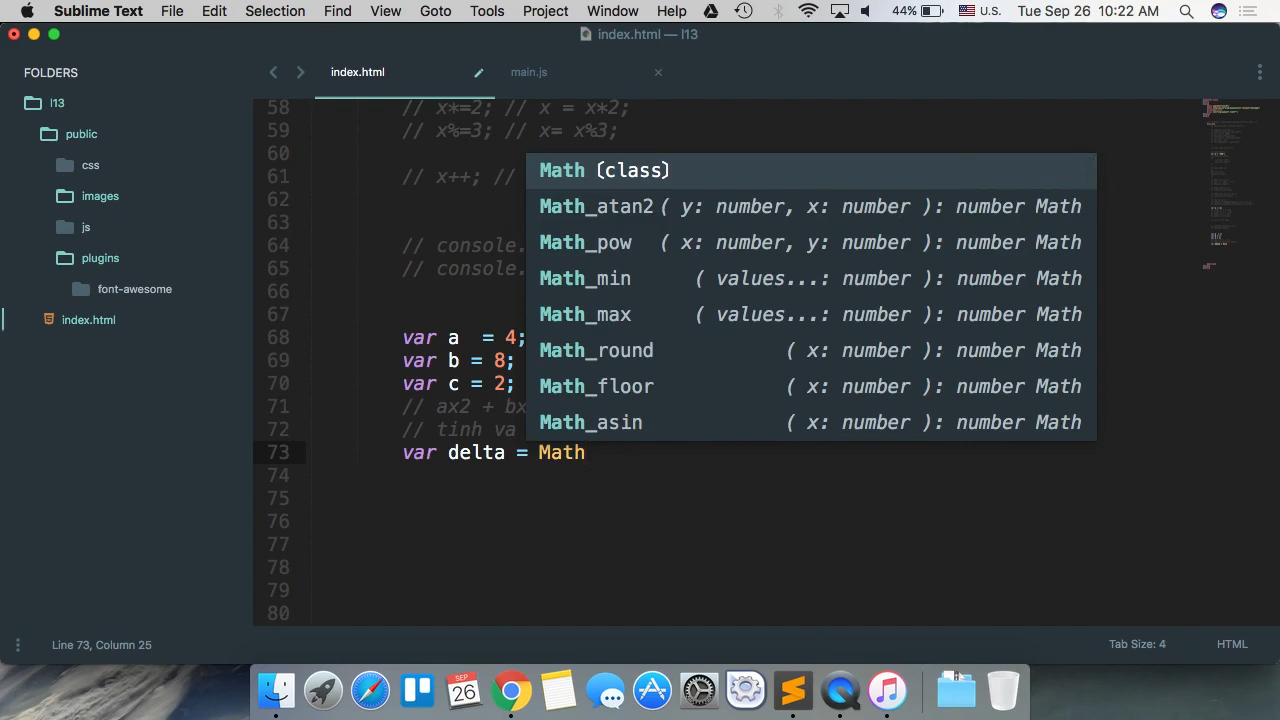 Sublime Text File Edit Selection Find View Goto Tools Project Window Help 44% U.S. Tue Sep 26 10:22 AM
index.html — l13
FOLDERS
l13
public
css
images
js
plugins
font-awesome
index.html
index.html main.js
58 // x*=2; // x = x*2;
59 // x%=3; // x= x%3;
60
61 // x++; //
62
63
64 // console.
65 // console.
66
67
68 var a  = 4;
69 var b = 8;
70 var c = 2;
71 // ax2 + bx
72 // tinh va
73 var delta = Math
74
75
76
77
78
79
80
Math (class)
Math_atan2 ( y: number, x: number ): number Math
Math_pow ( x: number, y: number ): number Math
Math_min ( values...: number ): number Math
Math_max ( values...: number ): number Math
Math_round ( x: number ): number Math
Math_floor ( x: number ): number Math
Math_asin ( x: number ): number Math
Line 73, Column 25 Tab Size: 4 HTML
SEP
26